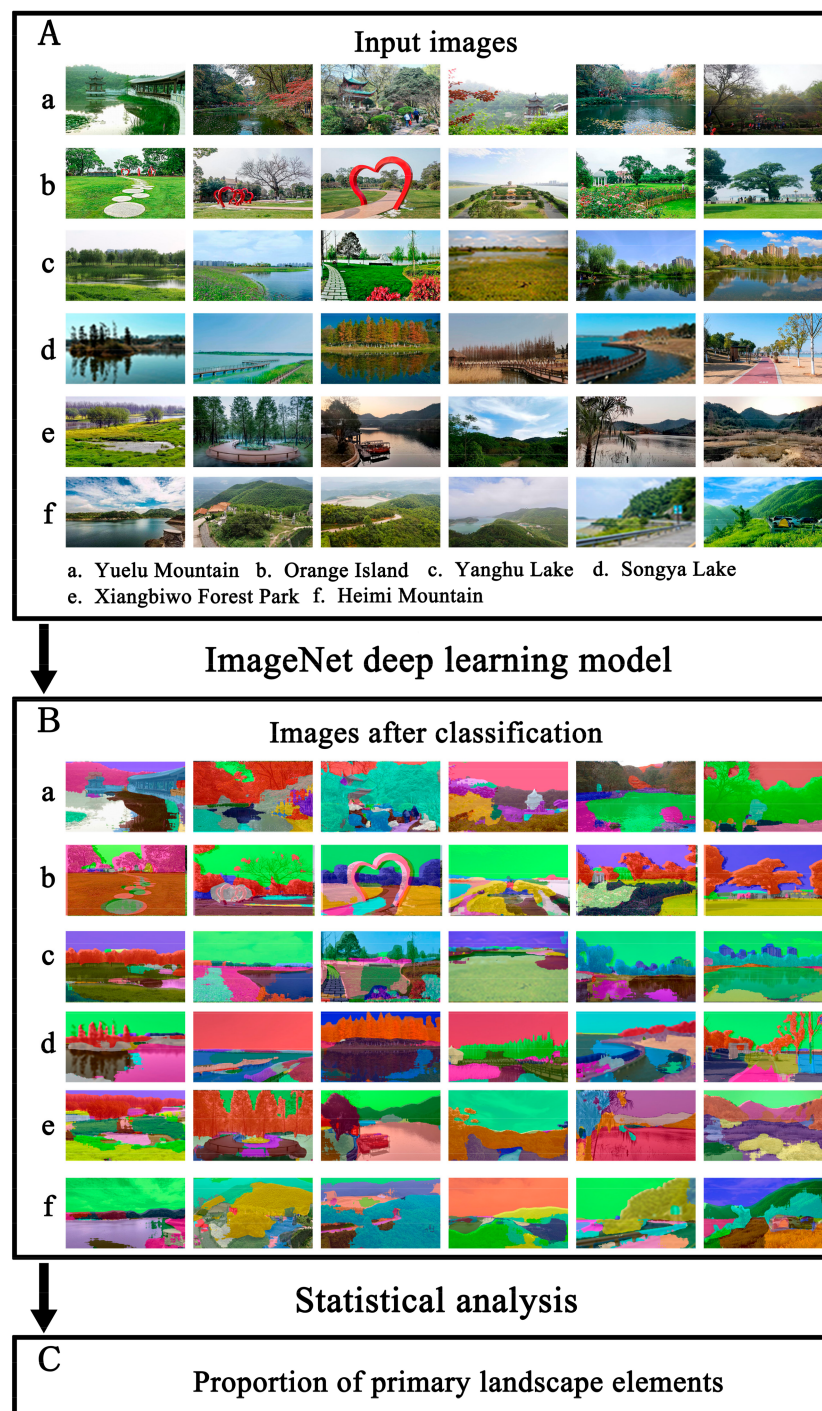 A
Input images
a
b
c
d
e
f
a. Yuelu Mountain b. Orange Island c. Yanghu Lake d. Songya Lake
e. Xiangbiwo Forest Park f. Heimi Mountain
ImageNet deep learning model
B
Images after classification
a
b
c
d
e
f
Statistical analysis
C
Proportion of primary landscape elements